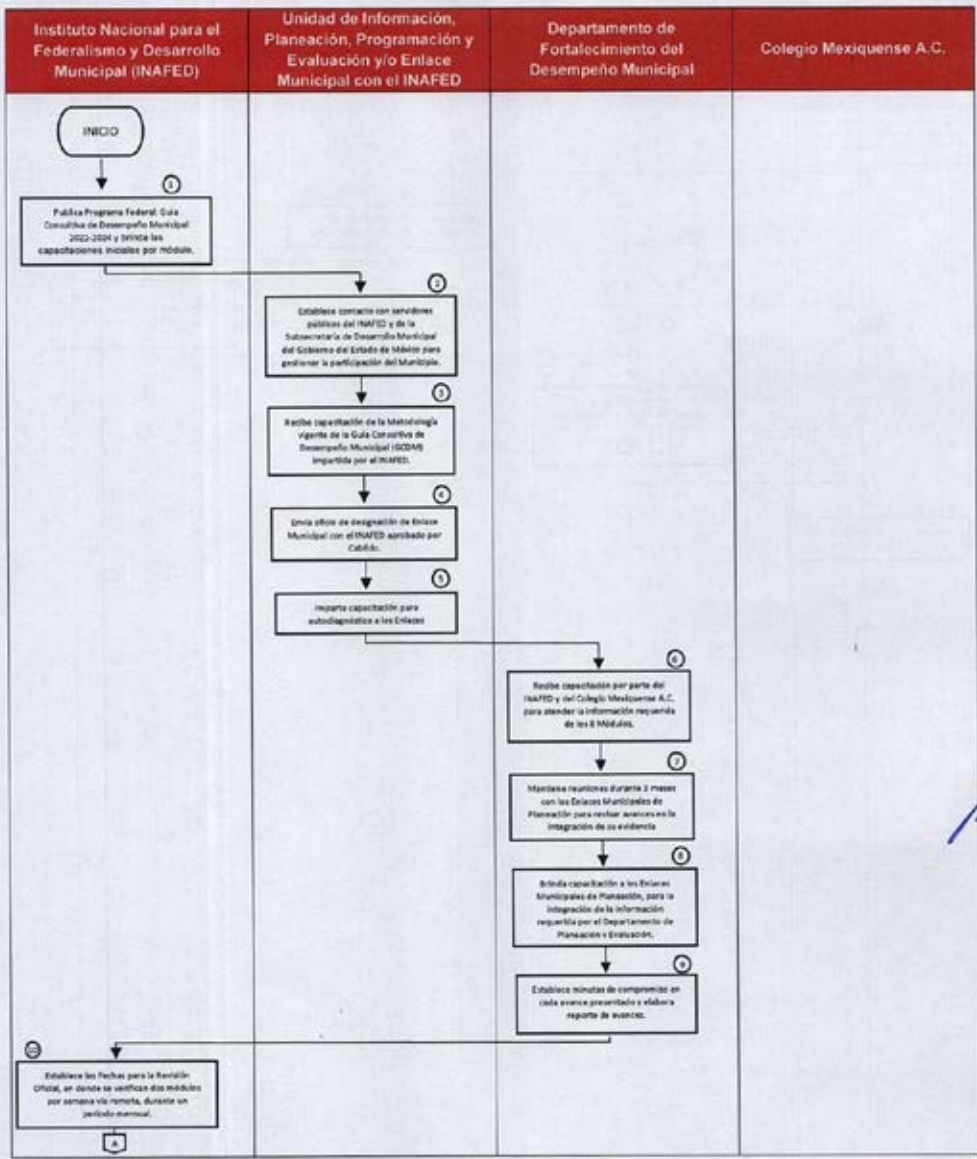 Instituto Nacional para el
Federalismo y Desarrollo
Municipal (INAFED)
Unidad de Información,
Planeación, Programación y
Evaluación y/o Enlace
Municipal con el INAFED
Departamento de
Fortalecimiento del
Desempeño Municipal
Colegio Mexiquense A.C.
INICIO
1
Publica Programa Federal: Guía
Consultiva de Desempeño Municipal
2022-2024 y brinda las
capacitaciones iniciales por módulo.
2
Establece contacto con servidores
públicos del INAFED y de la
Subsecretaría de Desarrollo Municipal
del Gobierno del Estado de México para
gestionar la participación del Municipio.
3
Recibe capacitación de la Metodología
vigente de la Guía Consultiva de
Desempeño Municipal (GCDM)
impartida por el INAFED.
4
Envía oficio de designación de Enlace
Municipal con el INAFED aprobado por
Cabildo.
5
Imparte capacitación para
autodiagnóstico a los Enlaces
6
Recibe capacitación por parte del
INAFED y del Colegio Mexiquense A.C.
para atender la información requerida
de los 8 Módulos.
7
Mantiene reuniones durante 3 meses
con los Enlaces Municipales de
Planeación para revisar avances en la
integración de su evidencia
8
Brinda capacitación a los Enlaces
Municipales de Planeación, para la
integración de la información
requerida por el Departamento de
Planeación y Evaluación.
9
Establece minutas de compromiso en
cada avance presentado y elabora
reporte de avances.
10
Establece las Fechas para la Revisión
Oficial, en donde se verifican dos módulos
por semana vía remota, durante un
período mensual.
A